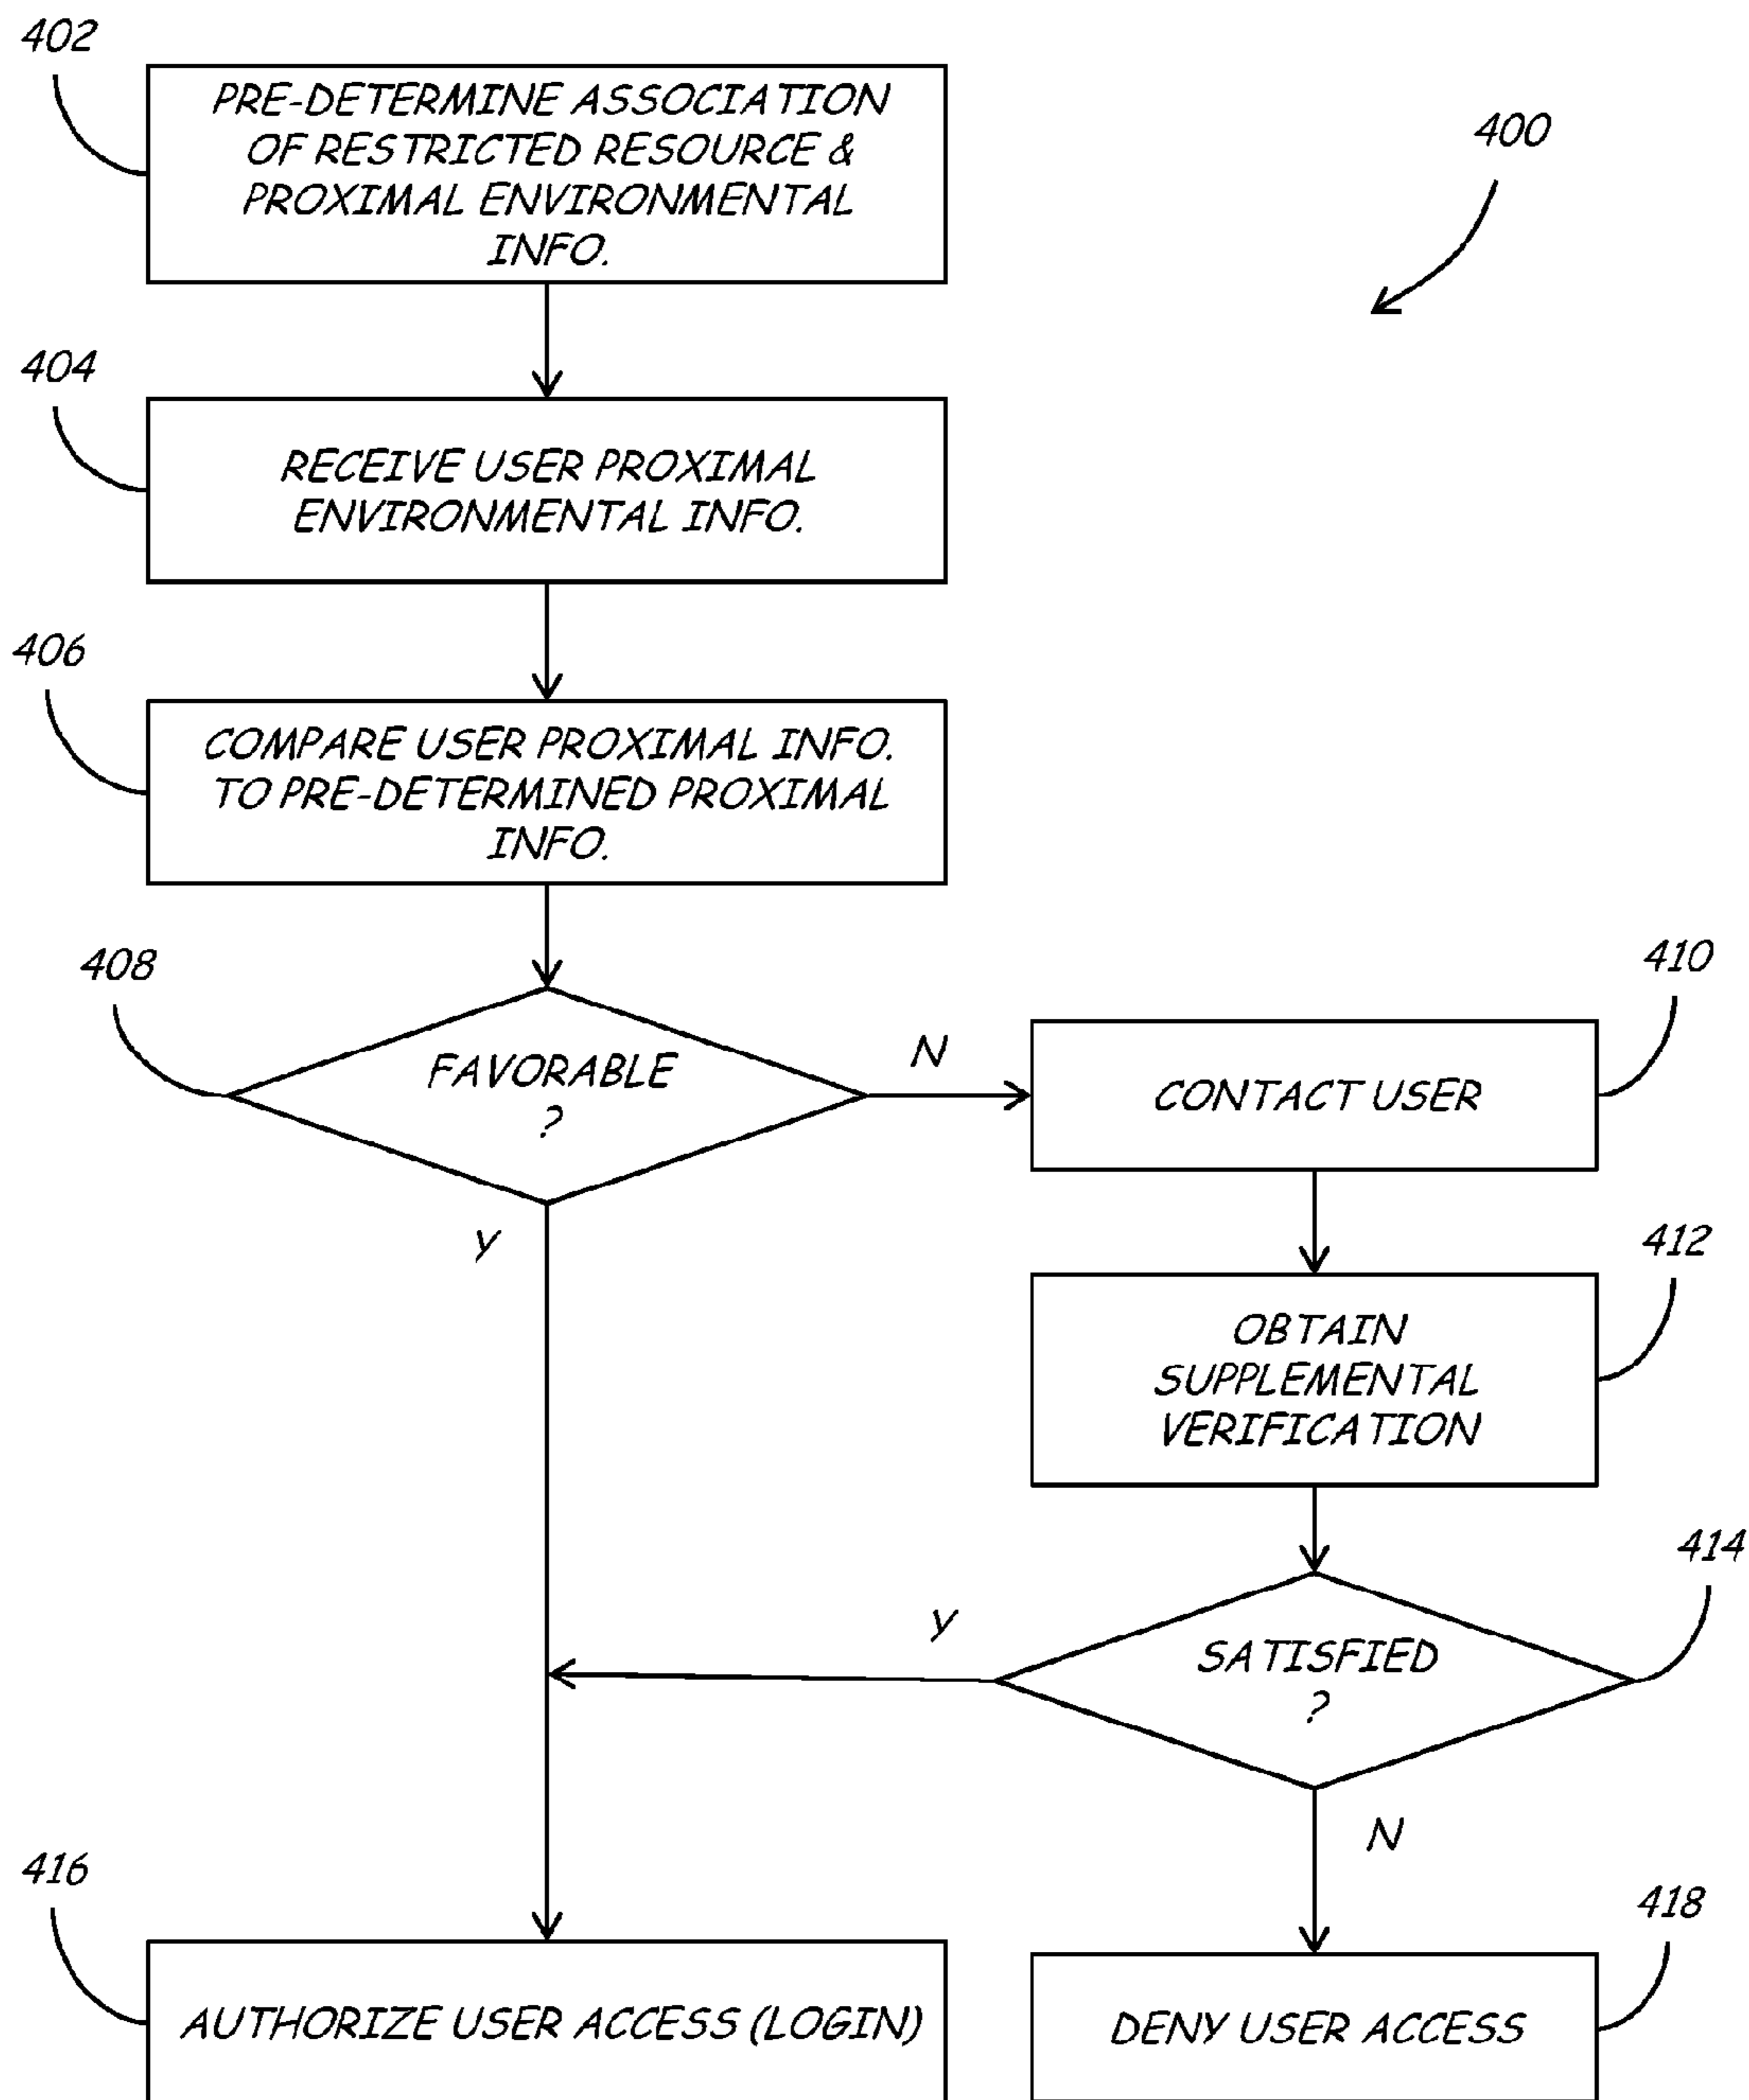 402
PRE-DETERMINE ASSOCIATION
OF RESTRICTED RESOURCE &
PROXIMAL ENVIRONMENTAL
INFO.
400
404
RECEIVE USER PROXIMAL
ENVIRONMENTAL INFO.
406
COMPARE USER PROXIMAL INFO.
TO PRE-DETERMINED PROXIMAL
INFO.
408
FAVORABLE
?
N
Y
410
CONTACT USER
412
OBTAIN
SUPPLEMENTAL
VERIFICATION
414
SATISFIED
?
Y
N
416
AUTHORIZE USER ACCESS (LOGIN)
418
DENY USER ACCESS